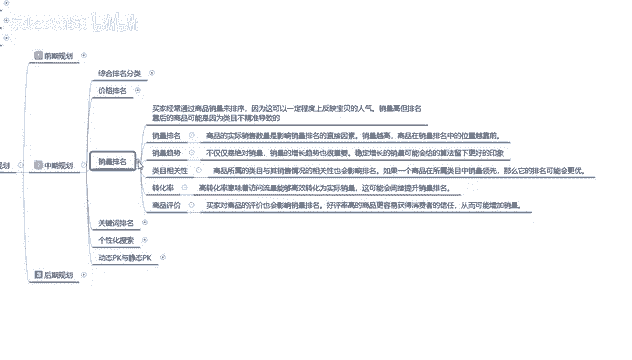 前期规划
综合排名分类
价格排名
买家经常通过商品销量来排序，因为这可以一定程度上反映宝贝的人气。销量高但排名
靠后的商品可能是因为类目不精准导致的
销量排名 商品的实际销售数量是影响销量排名的直接因素。销量越高，商品在销量排名中的位置越靠前。
销量趋势 不仅仅是绝对销量，销量的增长趋势也很重要。稳定增长的销量可能会给的算法留下更好的印象
划
中期规划
销量排名
类目相关性 商品所属的类目与其销售情况的相关性也会影响排名。如果一个商品在所属类目中销量领先，那么它的排名可能会更优。
转化率 高转化率意味着访问流量能够高效转化为实际销量，这可能会间接提升销量排名。
商品评价 买家对商品的评价也会影响销量排名。好评率高的商品更容易获得消费者的信任，从而可能增加销量。
关键词排名
个性化搜索
动态PK与静态PK
后期规划